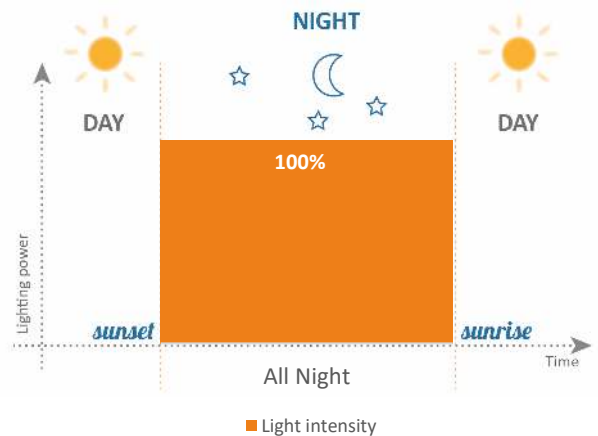 NIGHT
DAY
DAY
100%
Lighting power
sunset
sunrise
Time
All Night
Light intensity